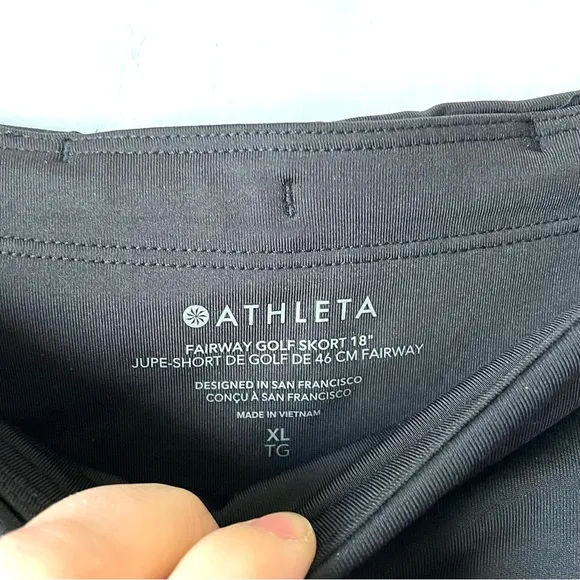 ATHLETA
FAIRWAY GOLF SKORT 18"
JUPE-SHORT DE GOLF DE 46 CM FAIRWAY
DESIGNED IN SAN FRANCISCO
CONÇU À SAN FRANCISCO
MADE IN VIETNAM
XL
TG